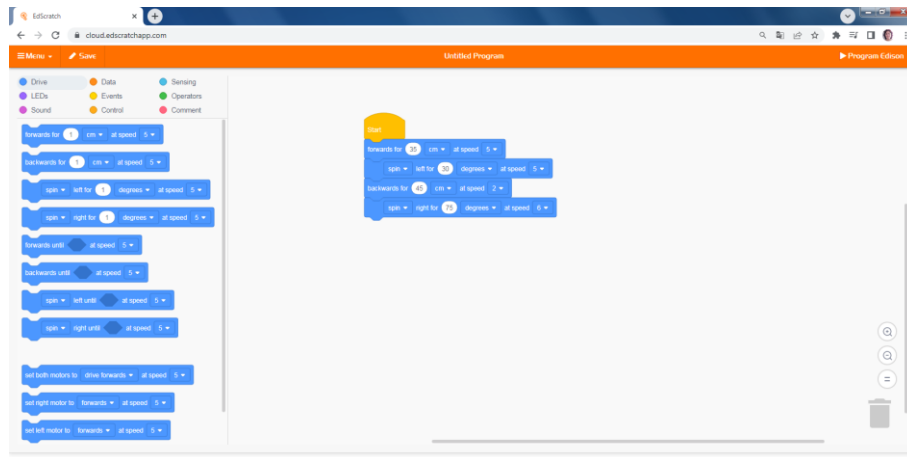 EdScratch
cloud.edscratchapp.com
Menu Save Untitled Program Program Edison
Drive Data Sensing
LEDs Events Operators
Sound Control Comment
forwards for 1 cm at speed 5
backwards for 1 cm at speed 5
spin left for 1 degrees at speed 5
spin right for 1 degrees at speed 5
forwards until at speed 5
backwards until at speed 5
spin left until at speed 5
spin right until at speed 5
set both motors to drive forwards at speed 5
set right motor to forwards at speed 5
set left motor to forwards at speed 5
Start
forwards for 35 cm at speed 5
spin left for 30 degrees at speed 5
backwards for 45 cm at speed 2
spin right for 75 degrees at speed 6